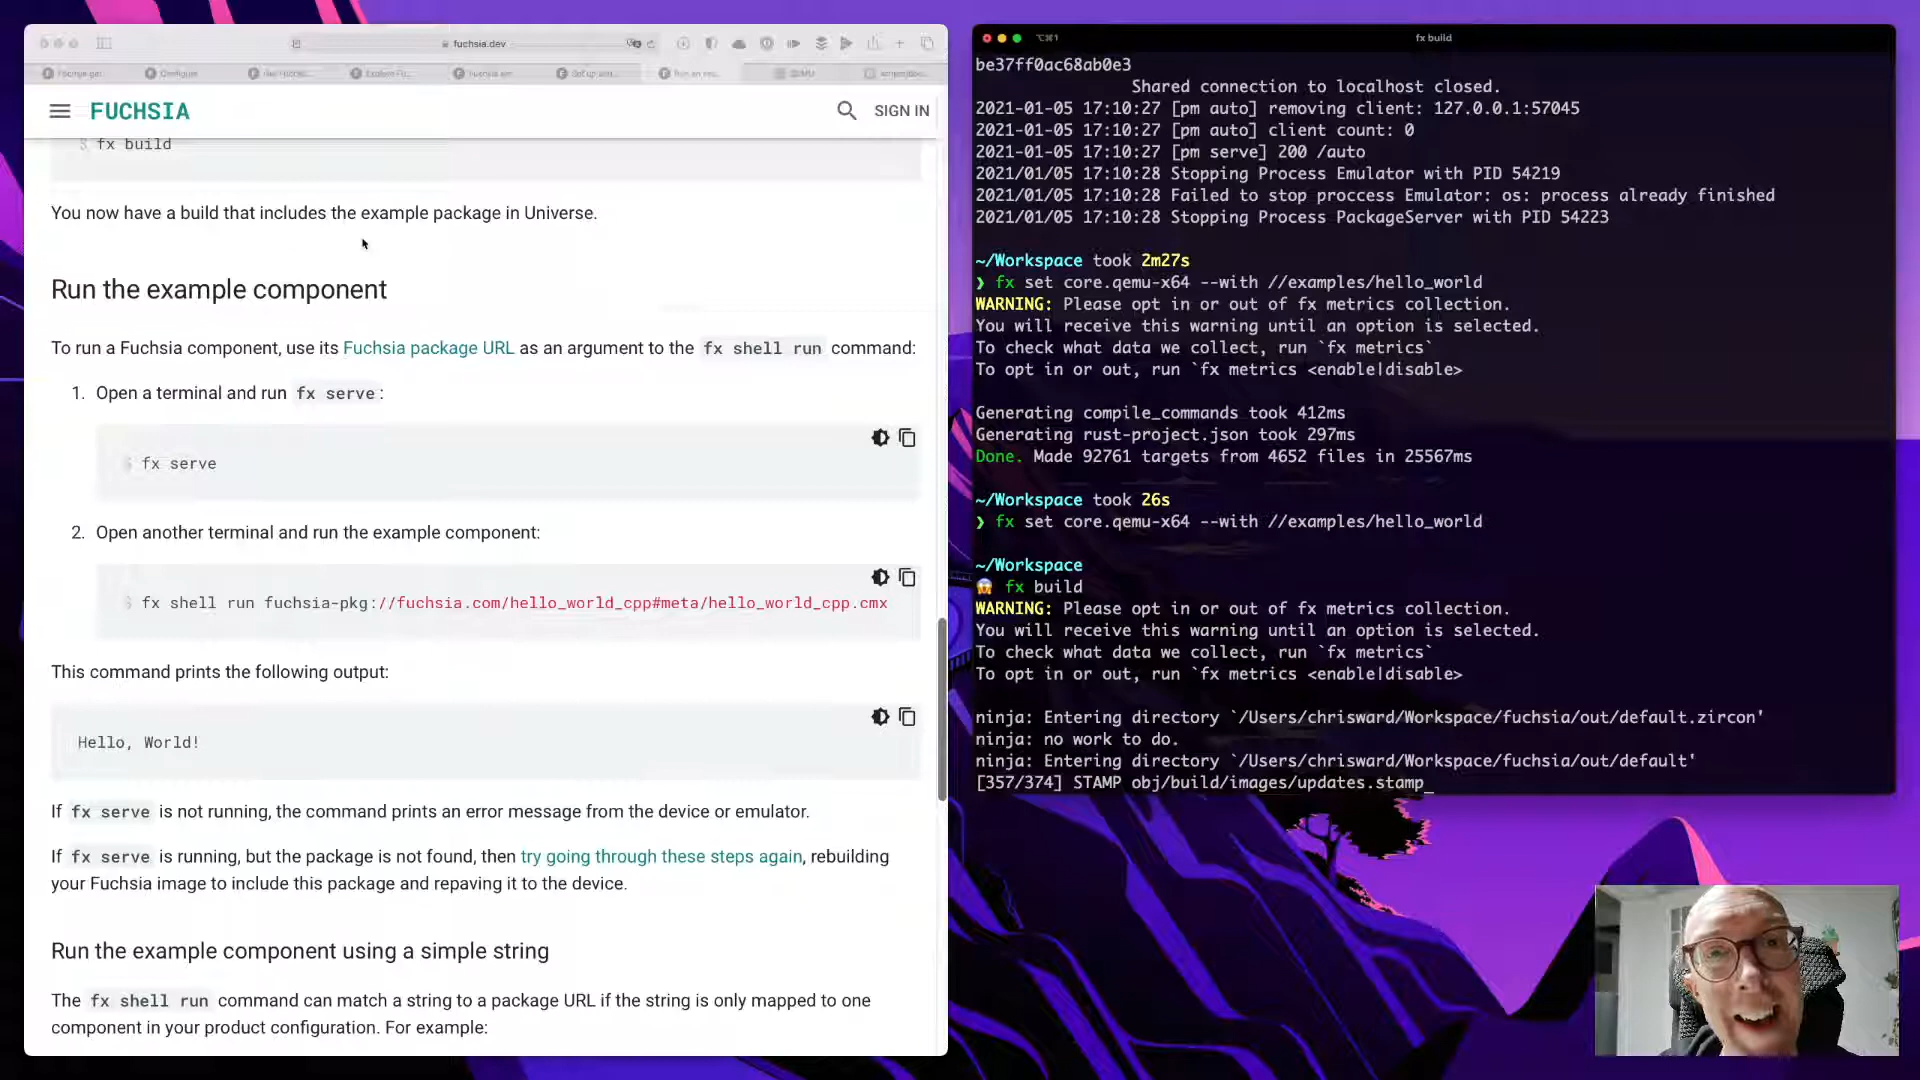 fuchsia.dev
FUCHSIA
SIGN IN
$ fx build
You now have a build that includes the example package in Universe.
Run the example component
To run a Fuchsia component, use its Fuchsia package URL as an argument to the fx shell run command:
1. Open a terminal and run fx serve:
$ fx serve
2. Open another terminal and run the example component:
$ fx shell run fuchsia-pkg://fuchsia.com/hello_world_cpp#meta/hello_world_cpp.cmx
This command prints the following output:
Hello, World!
If fx serve is not running, the command prints an error message from the device or emulator.
If fx serve is running, but the package is not found, then try going through these steps again, rebuilding
your Fuchsia image to include this package and repaving it to the device.
Run the example component using a simple string
The fx shell run command can match a string to a package URL if the string is only mapped to one
component in your product configuration. For example:
⌥⌘1
fx build
be37ff0ac68ab0e3
Shared connection to localhost closed.
2021-01-05 17:10:27 [pm auto] removing client: 127.0.0.1:57045
2021-01-05 17:10:27 [pm auto] client count: 0
2021-01-05 17:10:27 [pm serve] 200 /auto
2021/01/05 17:10:28 Stopping Process Emulator with PID 54219
2021/01/05 17:10:28 Failed to stop proccess Emulator: os: process already finished
2021/01/05 17:10:28 Stopping Process PackageServer with PID 54223
~/Workspace took 2m27s
❯ fx set core.qemu-x64 --with //examples/hello_world
WARNING: Please opt in or out of fx metrics collection.
You will receive this warning until an option is selected.
To check what data we collect, run `fx metrics`
To opt in or out, run `fx metrics <enable|disable>
Generating compile_commands took 412ms
Generating rust-project.json took 297ms
Done. Made 92761 targets from 4652 files in 25567ms
~/Workspace took 26s
❯ fx set core.qemu-x64 --with //examples/hello_world
~/Workspace
😱 fx build
WARNING: Please opt in or out of fx metrics collection.
You will receive this warning until an option is selected.
To check what data we collect, run `fx metrics`
To opt in or out, run `fx metrics <enable|disable>
ninja: Entering directory `/Users/chrisward/Workspace/fuchsia/out/default.zircon'
ninja: no work to do.
ninja: Entering directory `/Users/chrisward/Workspace/fuchsia/out/default'
[357/374] STAMP obj/build/images/updates.stamp_